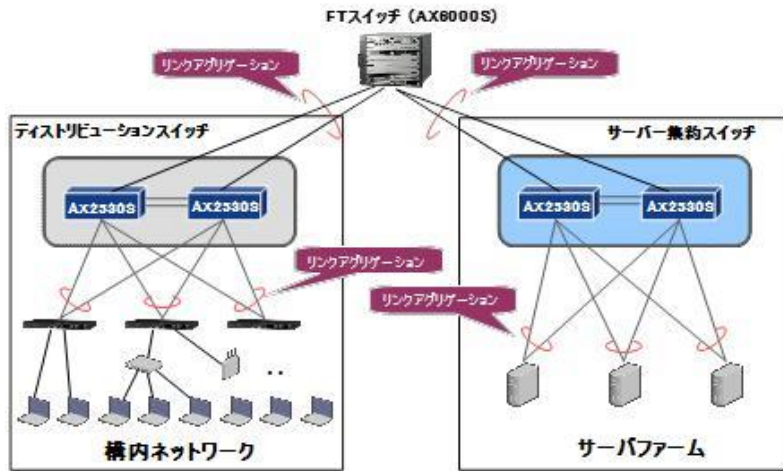 FTスイッチ (AX6000S)
リンクアグリゲーション
リンクアグリゲーション
ディストリビューションスイッチ
サーバー集約スイッチ
AX2530S
AX2530S
AX2530S
AX2530S
リンクアグリゲーション
リンクアグリゲーション
. .
構内ネットワーク
サーバファーム